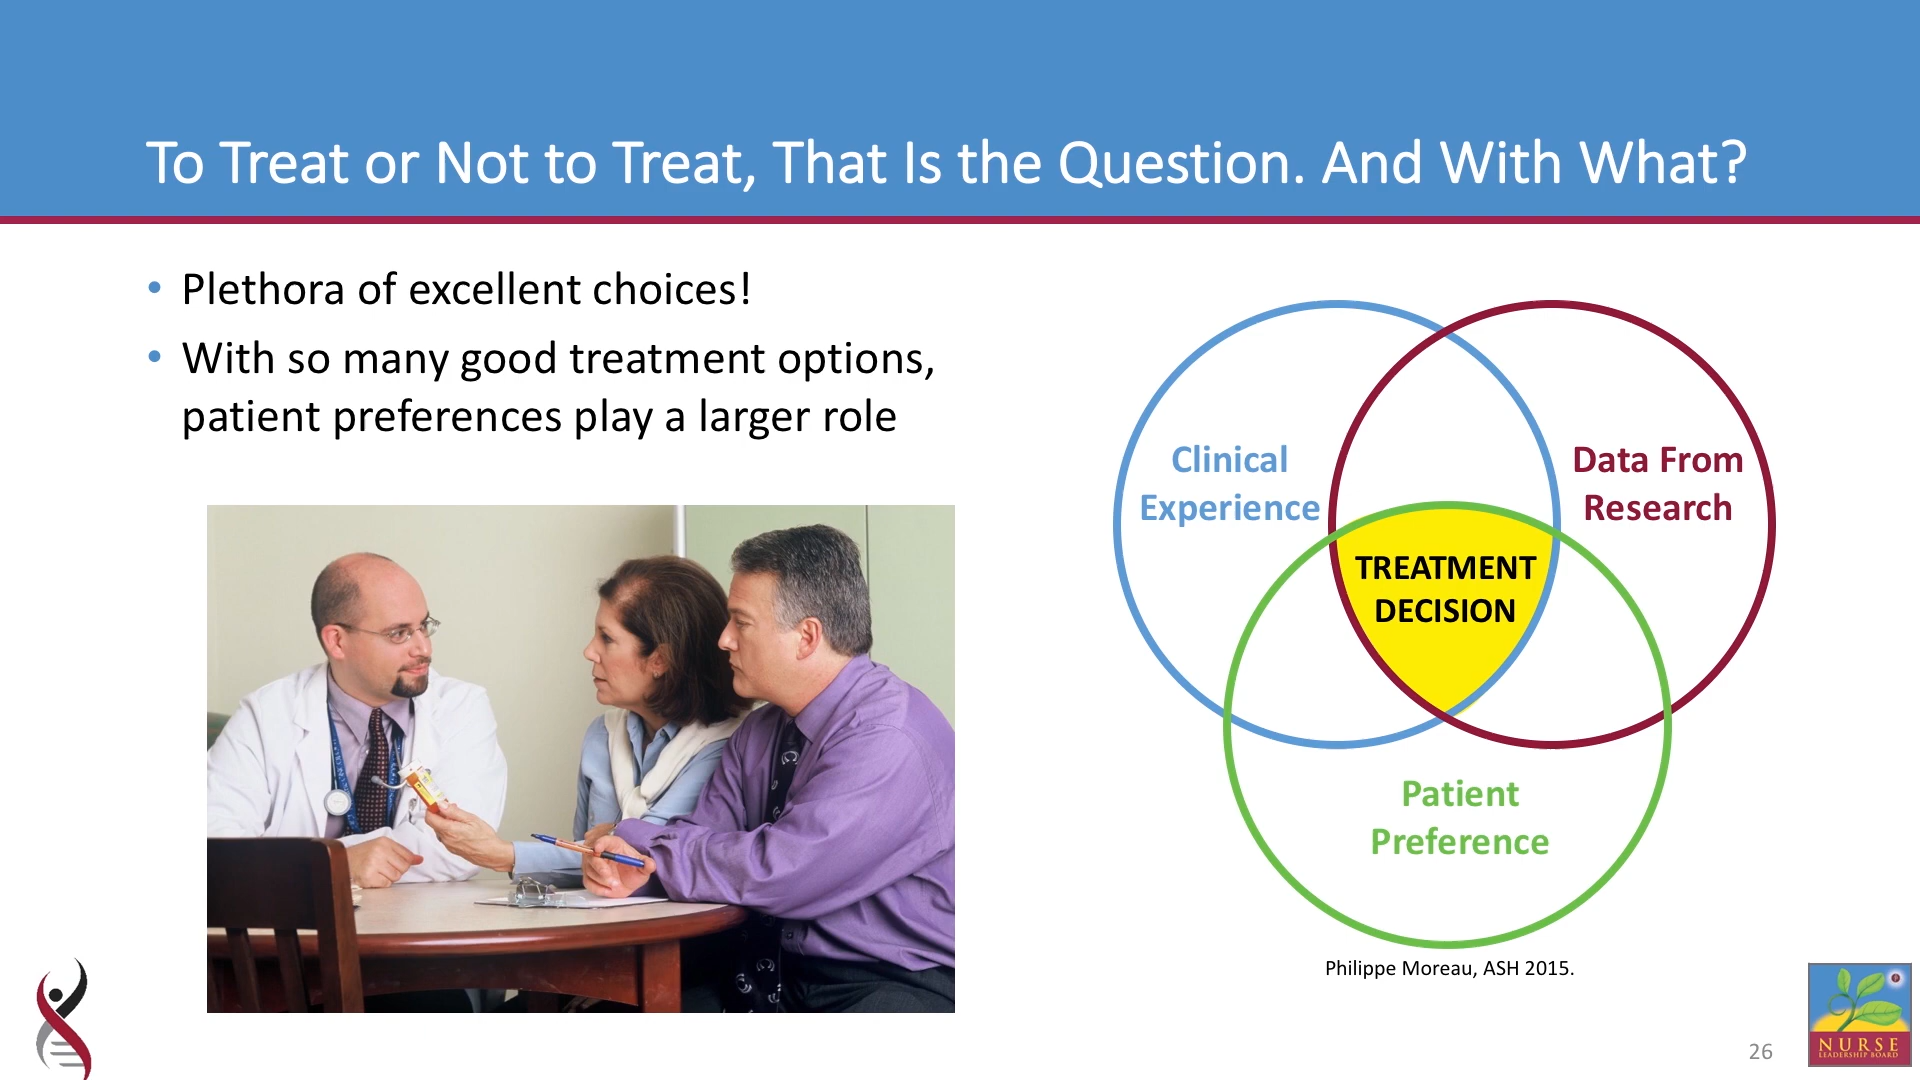 To Treat or Not to Treat, That Is the Question. And With What?
• Plethora of excellent choices!
• With so many good treatment options,
patient preferences play a larger role
Clinical
Experience
Data From
Research
TREATMENT
DECISION
Patient
Preference
Philippe Moreau, ASH 2015.
26
NURSE
LEADERSHIP BOARD